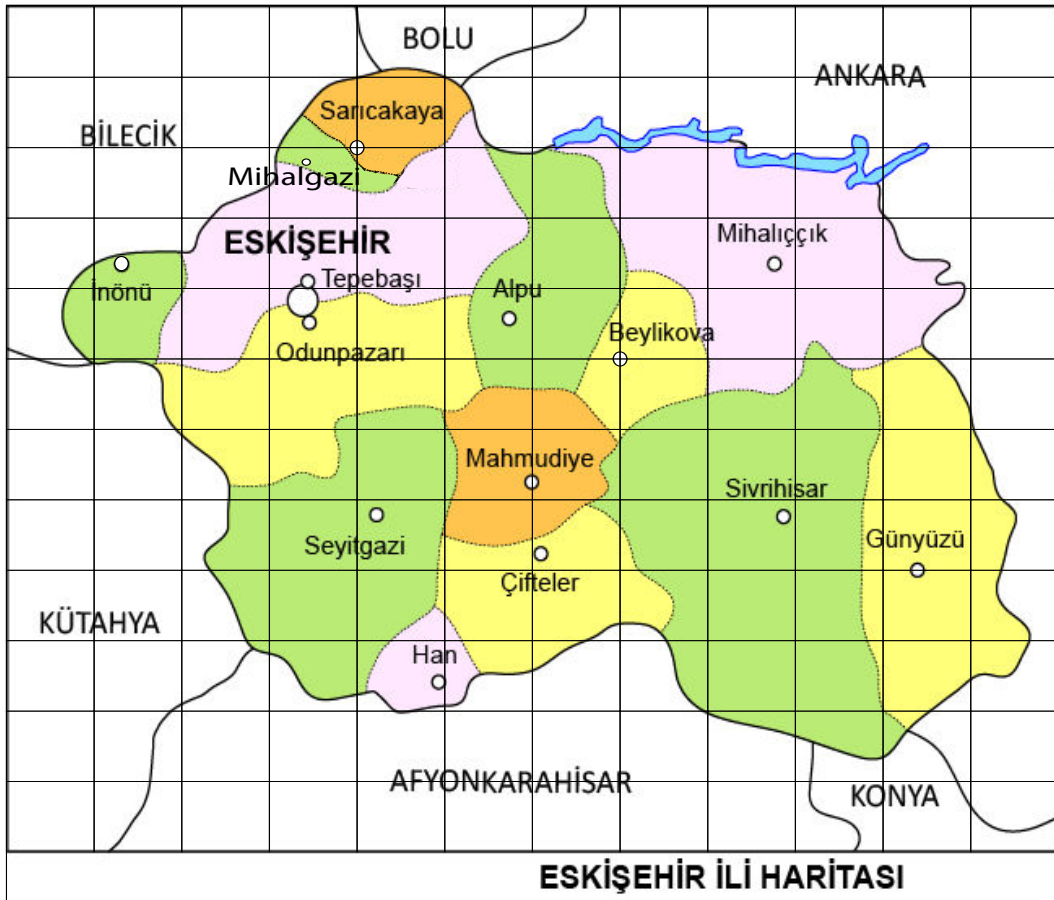 BOLU
ANKARA
Sarıcakaya
BİLECİK
Mihalgazi
Mihalıççık
ESKİŞEHİR
Tepebaşı
İnönü
Alpu
Beylikova
Odunpazarı
Mahmudiye
Sivrihisar
Seyitgazi
Günyüzü
Çifteler
KÜTAHYA
Han
AFYONKARAHİSAR
KONYA
ESKİŞEHİR İLİ HARİTASI